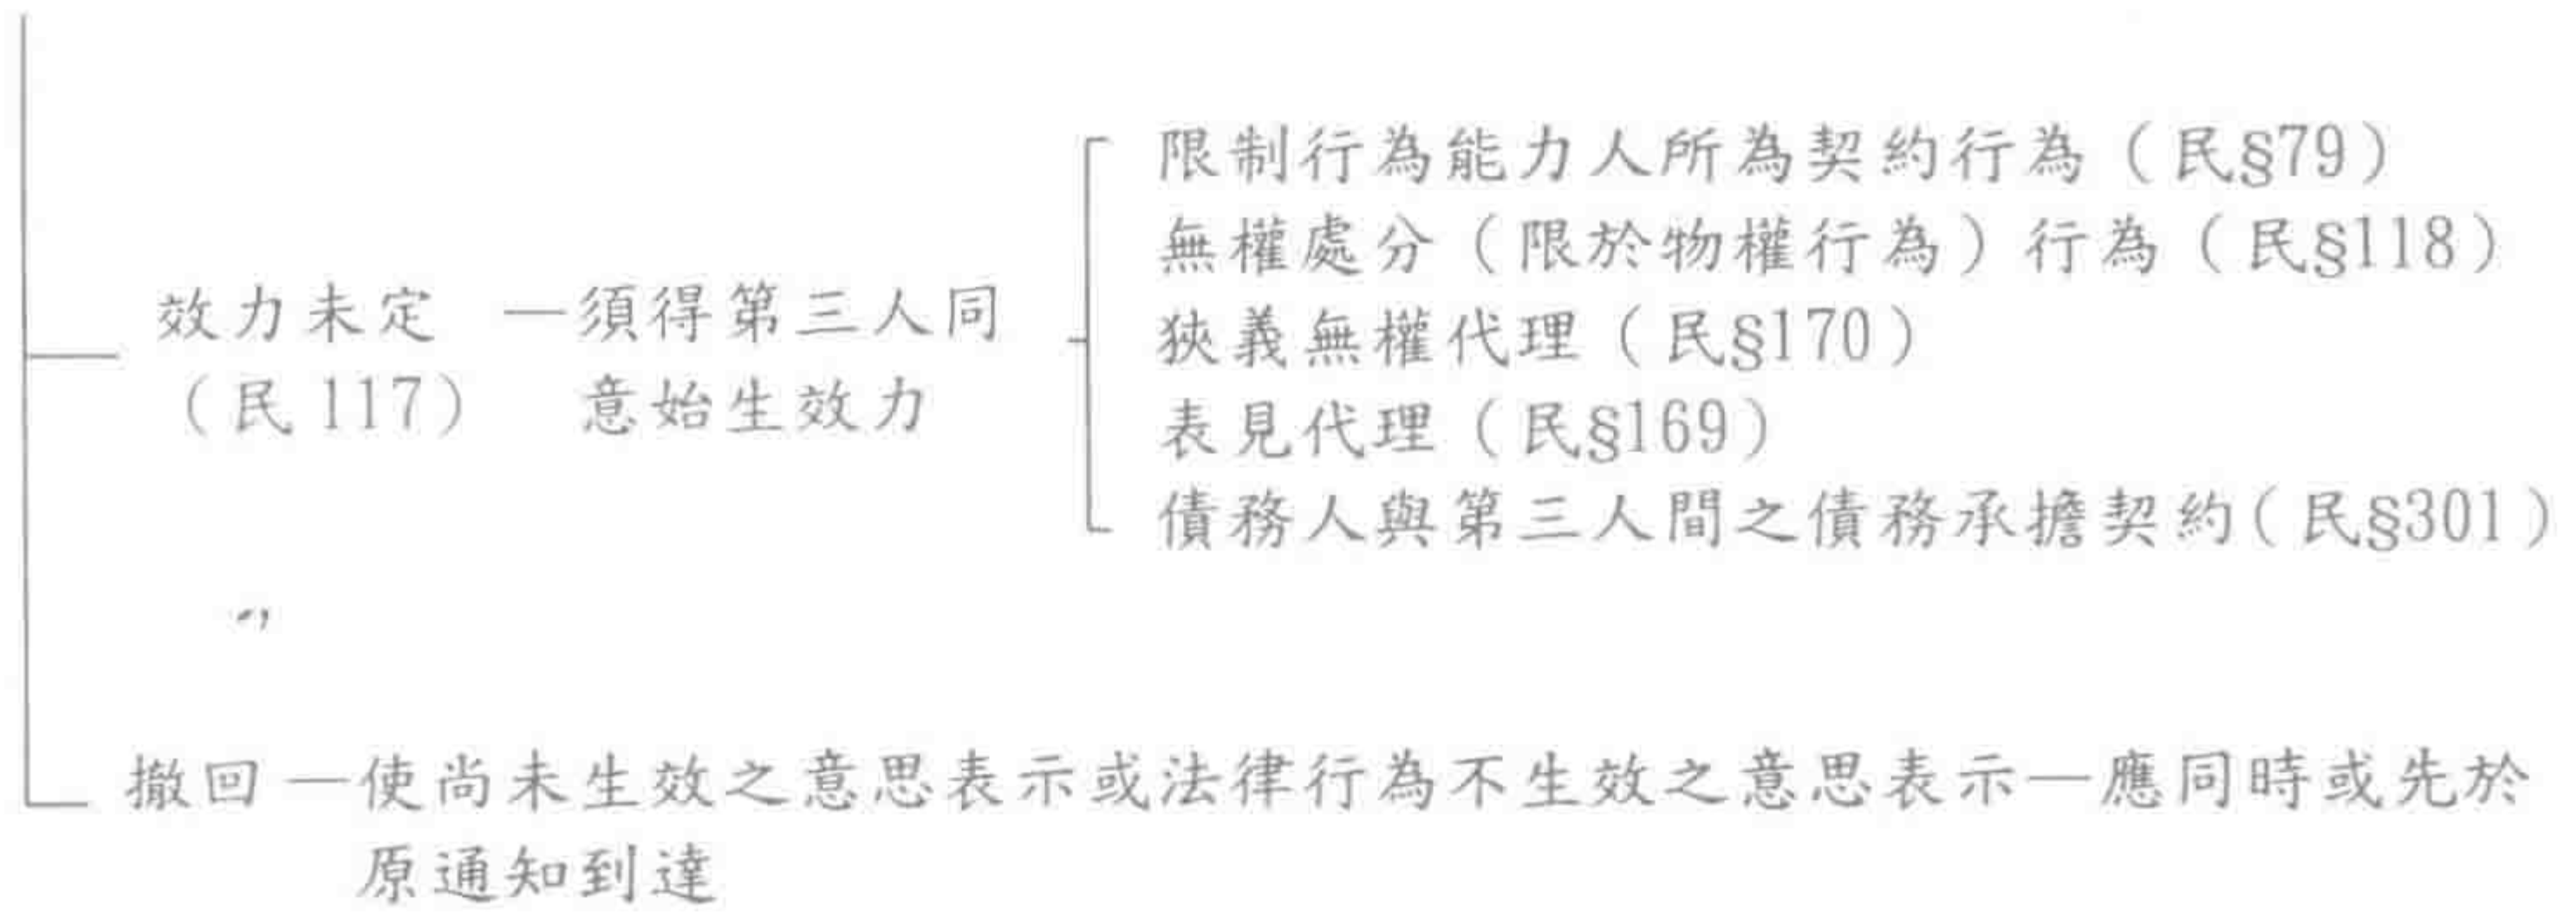 限制行為能力人所為契約行為（民§79）
無權處分（限於物權行為）行為（民§118）
效力未定 —須得第三人同
狹義無權代理（民§170）
（民117） 意始生效力
表見代理（民§169）
債務人與第三人間之債務承擔契約（民§301）
撤回—使尚未生效之意思表示或法律行為不生效之意思表示—應同時或先於
原通知到達